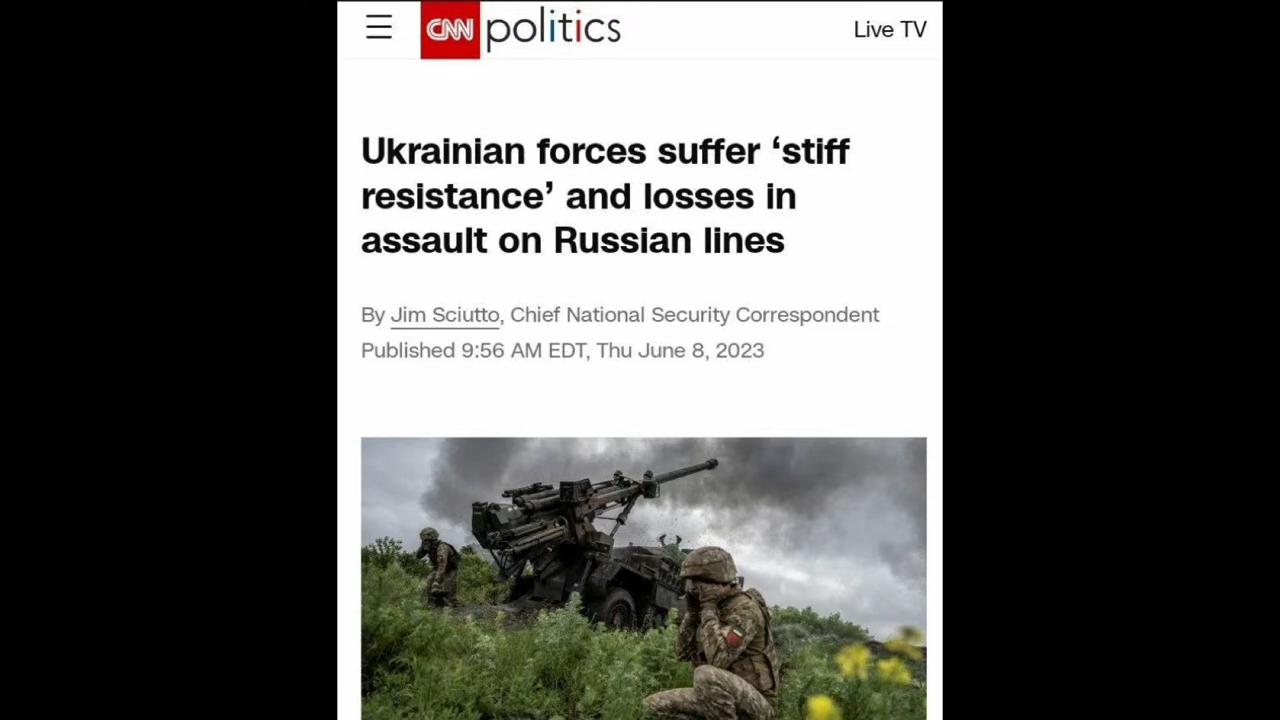 CNN politics
Live TV
Ukrainian forces suffer ‘stiff
resistance’ and losses in
assault on Russian lines
By Jim Sciutto, Chief National Security Correspondent
Published 9:56 AM EDT, Thu June 8, 2023